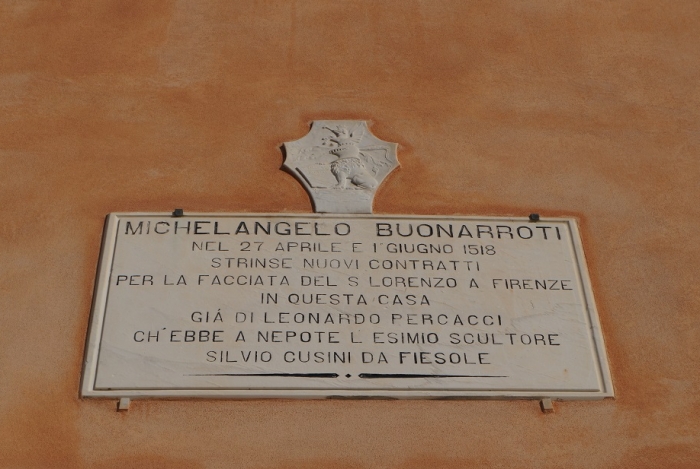 MICHELANGELO BUONARROTI
NEL 27 APRILE E 1° GIUGNO 1518
STRINSE NUOVI CONTRATTI
PER LA FACCIATA DEL S LORENZO A FIRENZE
IN QUESTA CASA
GIÁ DI LEONARDO PERCACCI
CH'EBBE A NEPOTE L'ESIMIO SCULTORE
SILVIO CUSINI DA FIESOLE